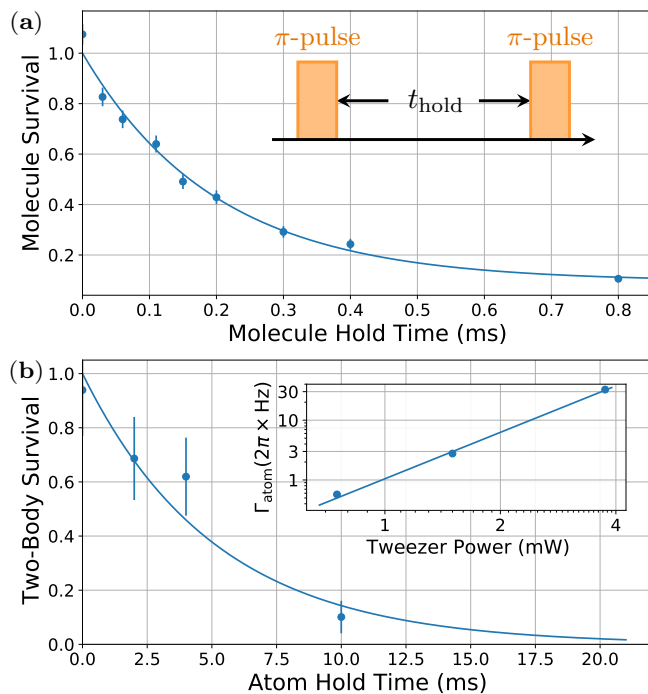 (a)
π-pulse π-pulse
t_hold
Molecule Survival
1.0
0.8
0.6
0.4
0.2
0.0 0.1 0.2 0.3 0.4 0.5 0.6 0.7 0.8
Molecule Hold Time (ms)
(b)
Two-Body Survival
1.0
0.8
0.6
0.4
0.2
0.0
0.0 2.5 5.0 7.5 10.0 12.5 15.0 17.5 20.0
Atom Hold Time (ms)
Γ_atom(2π × Hz)
30
10
3
1
1 2 4
Tweezer Power (mW)